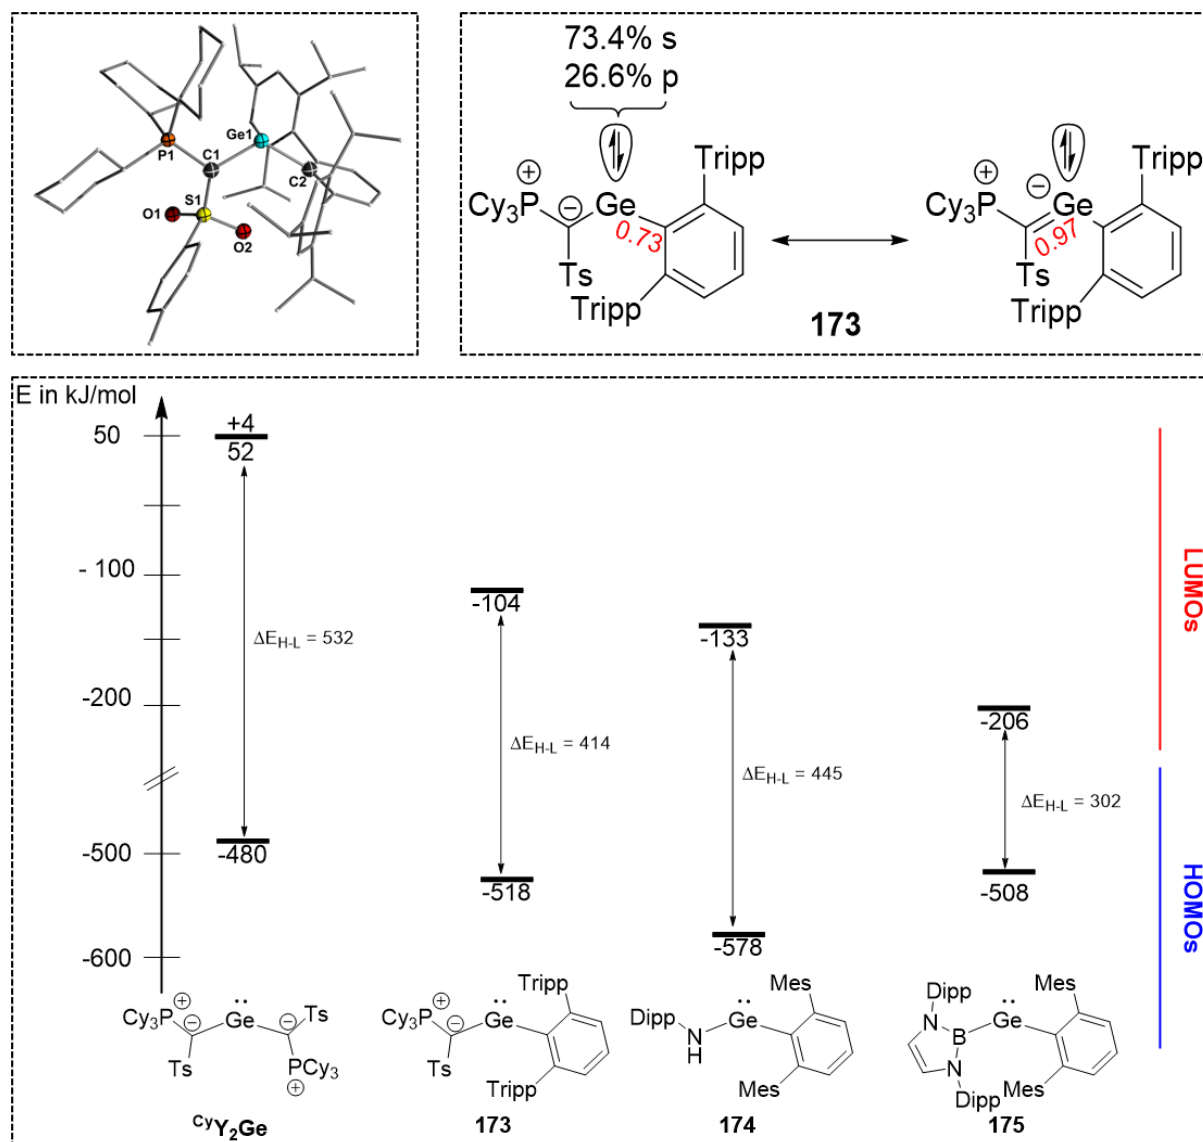 P1
C1
Ge1
C2
S1
O1
O2
73.4% s
26.6% p
Tripp
⊕
Cy3P
⊖
Ge
0.73
Ts
Tripp
Tripp
⊕
Cy3P
⊖
Ge
0.97
Ts
Tripp
173
E in kJ/mol
50
- 100
-200
-500
-600
+4
52
ΔEH-L = 532
-480
-104
ΔEH-L = 414
-518
-133
ΔEH-L = 445
-578
-206
ΔEH-L = 302
-508
LUMOs
HOMOs
⊕
Cy3P
⊖
Ge
⊖
Ts
Ts
PCy3
⊕
CyY2Ge
Tripp
⊕
Cy3P
⊖
Ge
Ts
Tripp
173
Mes
Dipp
N
H
Ge
Mes
174
Dipp
Mes
N
B
Ge
N
Dipp
Mes
175